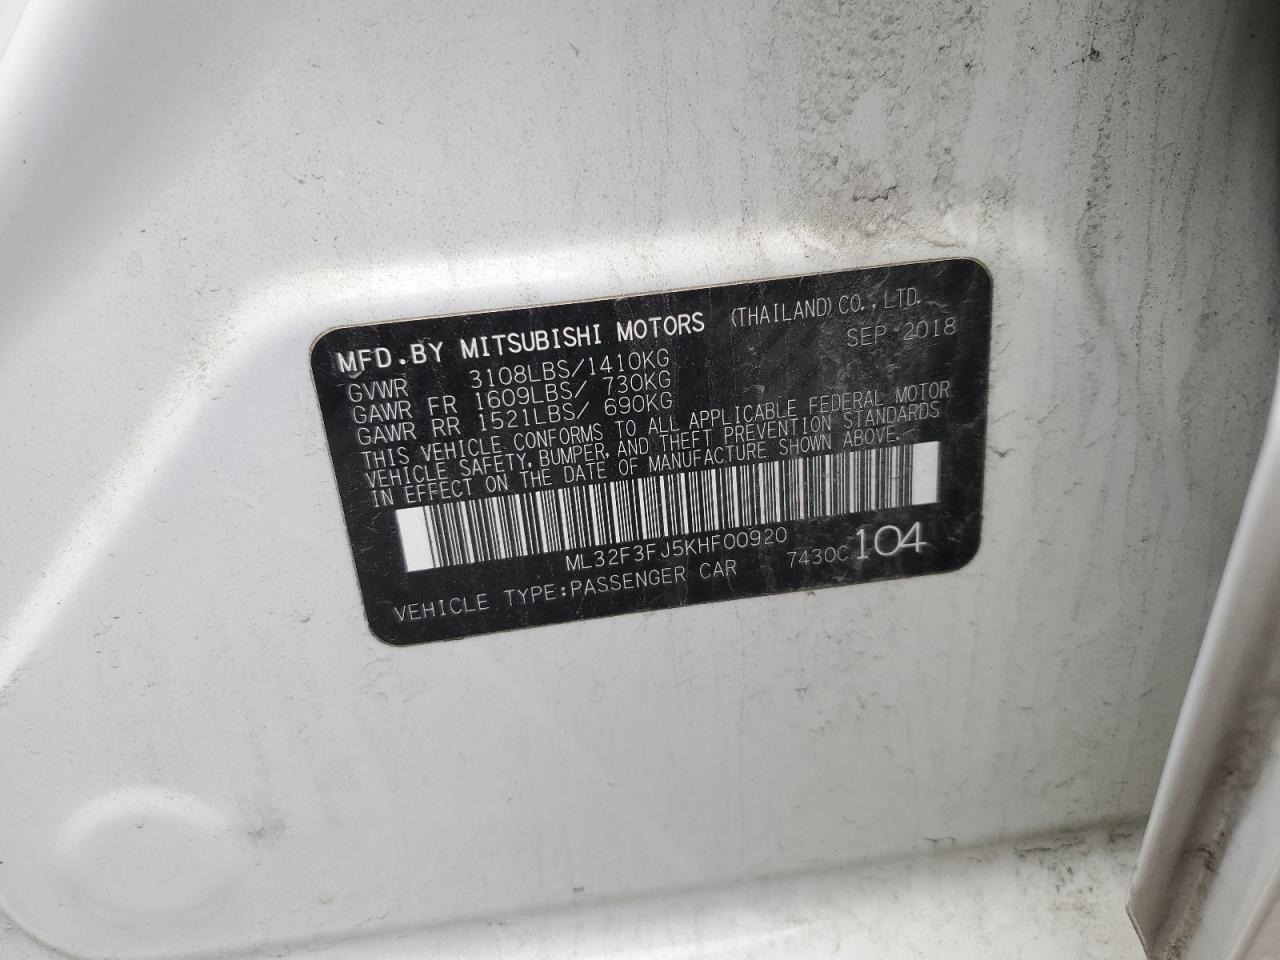 MFD.BY MITSUBISHI MOTORS (THAILAND) CO., LTD.
SEP 2018
GVWR 3108LBS/1410KG
GAWR FR 1609LBS/ 730KG
GAWR RR 1521LBS/ 690KG
THIS VEHICLE CONFORMS TO ALL APPLICABLE FEDERAL MOTOR
VEHICLE SAFETY, BUMPER, AND THEFT PREVENTION STANDARDS
IN EFFECT ON THE DATE OF MANUFACTURE SHOWN ABOVE.
ML32F3FJ5KHF00920
VEHICLE TYPE:PASSENGER CAR 7430C104